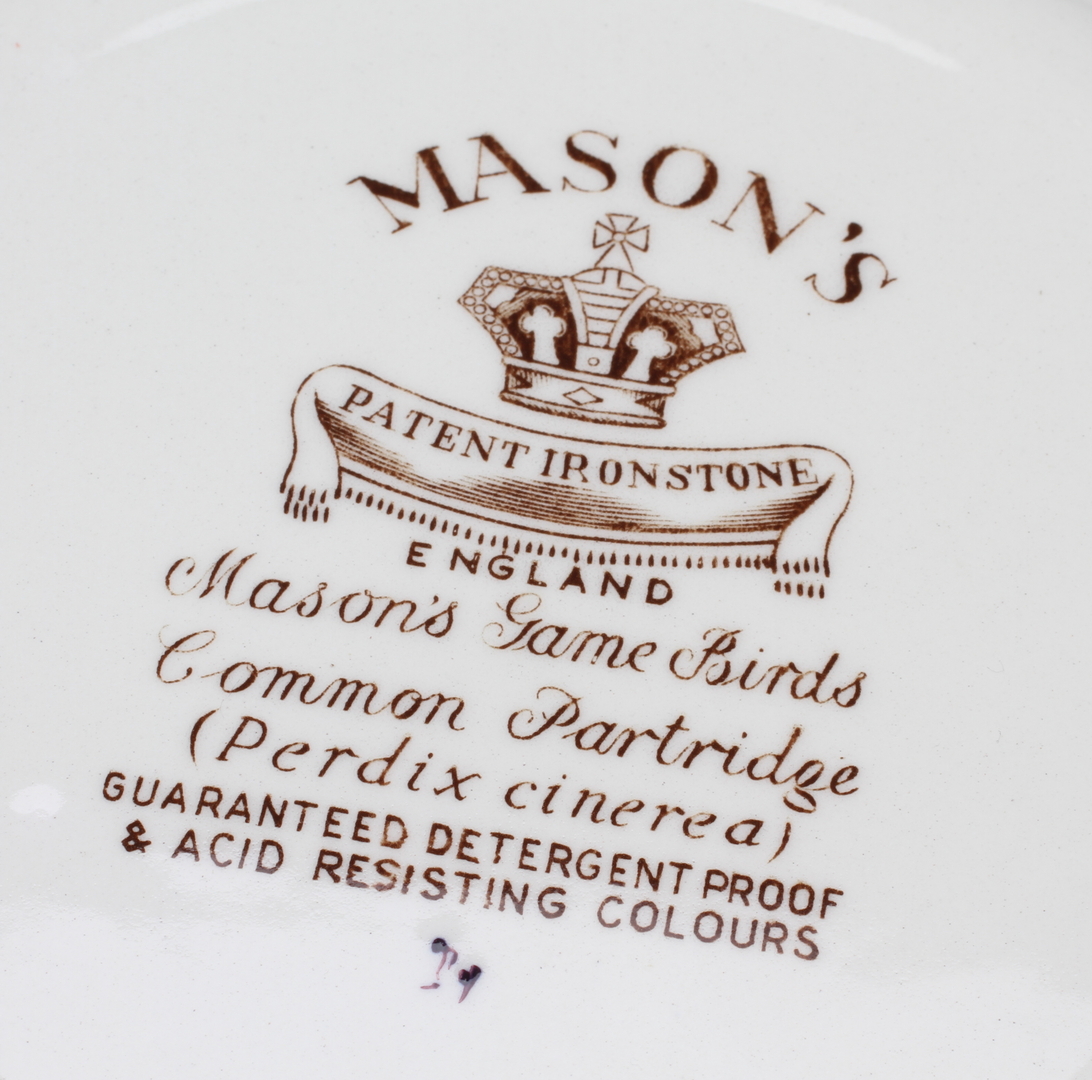 MASON'S
PATENT IRONSTONE
ENGLAND
Mason's Game Birds
Common Partridge
(Perdix cinerea)
GUARANTEED DETERGENT PROOF
& ACID RESISTING COLOURS